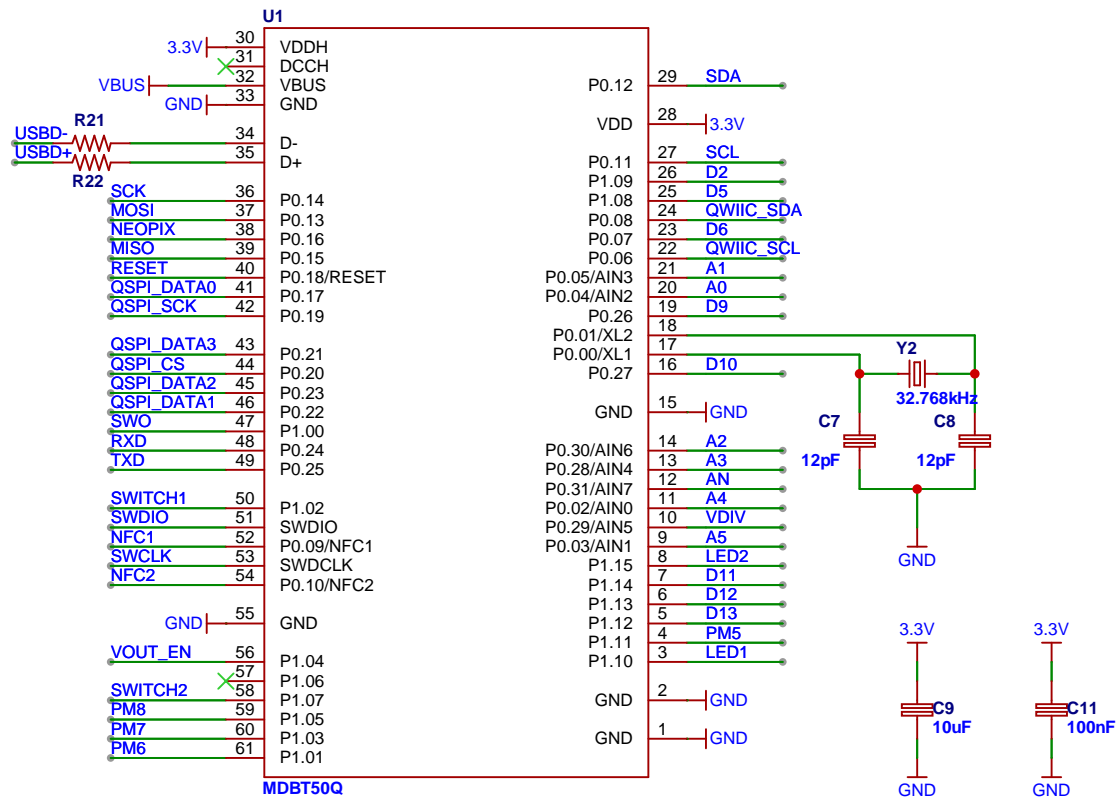 U1
3.3V 30 VDDH
31 DCCH
VBUS 32 VBUS
GND 33 GND
R21
USBD- 34 D-
USBD+ 35 D+
R22
SCK 36 P0.14
MOSI 37 P0.13
NEOPIX 38 P0.16
MISO 39 P0.15
RESET 40 P0.18/RESET
QSPI_DATA0 41 P0.17
QSPI_SCK 42 P0.19
QSPI_DATA3 43 P0.21
QSPI_CS 44 P0.20
QSPI_DATA2 45 P0.23
QSPI_DATA1 46 P0.22
SWO 47 P1.00
RXD 48 P0.24
TXD 49 P0.25
SWITCH1 50 P1.02
SWDIO 51 SWDIO
NFC1 52 P0.09/NFC1
SWCLK 53 SWDCLK
NFC2 54 P0.10/NFC2
GND 55 GND
VOUT_EN 56 P1.04
57 P1.06
SWITCH2 58 P1.07
PM8 59 P1.05
PM7 60 P1.03
PM6 61 P1.01
MDBT50Q
P0.12 29 SDA
VDD 28 3.3V
P0.11 27 SCL
P1.09 26 D2
P1.08 25 D5
P0.08 24 QWIIC_SDA
P0.07 23 D6
P0.06 22 QWIIC_SCL
P0.05/AIN3 21 A1
P0.04/AIN2 20 A0
P0.26 19 D9
P0.01/XL2 18
P0.00/XL1 17
P0.27 16 D10
GND 15 GND
P0.30/AIN6 14 A2
P0.28/AIN4 13 A3
P0.31/AIN7 12 AN
P0.02/AIN0 11 A4
P0.29/AIN5 10 VDIV
P0.03/AIN1 9 A5
P1.15 8 LED2
P1.14 7 D11
P1.13 6 D12
P1.12 5 D13
P1.11 4 PM5
P1.10 3 LED1
GND 2 GND
GND 1 GND
Y2
32.768kHz
C7 C8
12pF 12pF
GND
3.3V 3.3V
C9 C11
10uF 100nF
GND GND